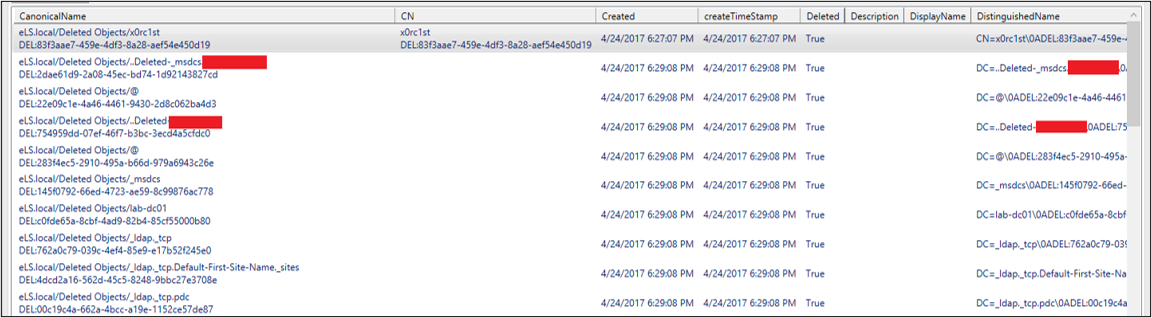 CanonicalName CN Created createTimeStamp Deleted Description DisplayName DistinguishedName
eLS.local/Deleted Objects/x0rc1st x0rc1st
DEL:83f3aae7-459e-4df3-8a28-aef54e450d19 DEL:83f3aae7-459e-4df3-8a28-aef54e450d19 4/24/2017 6:27:07 PM 4/24/2017 6:27:07 PM True CN=x0rc1st\0ADEL:83f3aae7-459e-4
eLS.local/Deleted Objects/..Deleted-_msdcs.
DEL:2dae61d9-2a08-45ec-bd74-1d92143827cd 4/24/2017 6:29:08 PM 4/24/2017 6:29:08 PM True DC=..Deleted-_msdcs. \0A
eLS.local/Deleted Objects/@
DEL:22e09c1e-4a46-4461-9430-2d8c062ba4d3 4/24/2017 6:29:08 PM 4/24/2017 6:29:08 PM True DC=@\0ADEL:22e09c1e-4a46-4461
eLS.local/Deleted Objects/..Deleted-
DEL:754959dd-07ef-46f7-b3bc-3ecd4a5cfdc0 4/24/2017 6:29:08 PM 4/24/2017 6:29:08 PM True DC=..Deleted- 0ADEL:75
eLS.local/Deleted Objects/@
DEL:283f4ec5-2910-495a-b66d-979a6943c26e 4/24/2017 6:29:08 PM 4/24/2017 6:29:08 PM True DC=@\0ADEL:283f4ec5-2910-495a-
eLS.local/Deleted Objects/_msdcs
DEL:145f0792-66ed-4723-ae59-8c99876ac778 4/24/2017 6:29:08 PM 4/24/2017 6:29:08 PM True DC=_msdcs\0ADEL:145f0792-66ed-
eLS.local/Deleted Objects/lab-dc01
DEL:c0fde65a-8cbf-4ad9-82b4-85cf55000b80 4/24/2017 6:29:08 PM 4/24/2017 6:29:08 PM True DC=lab-dc01\0ADEL:c0fde65a-8cbf
eLS.local/Deleted Objects/_ldap._tcp
DEL:762a0c79-039c-4ef4-85e9-e17b52f245e0 4/24/2017 6:29:08 PM 4/24/2017 6:29:08 PM True DC=_ldap._tcp\0ADEL:762a0c79-039
eLS.local/Deleted Objects/_ldap._tcp.Default-First-Site-Name._sites
DEL:4dcd2a16-562d-45c5-8248-9bbc27e3708e 4/24/2017 6:29:08 PM 4/24/2017 6:29:08 PM True DC=_ldap._tcp.Default-First-Site-Na
eLS.local/Deleted Objects/_ldap._tcp.pdc
DEL:00c19c4a-662a-4bcc-a19e-1152ce57de87 4/24/2017 6:29:08 PM 4/24/2017 6:29:08 PM True DC=_ldap._tcp.pdc\0ADEL:00c19c4a